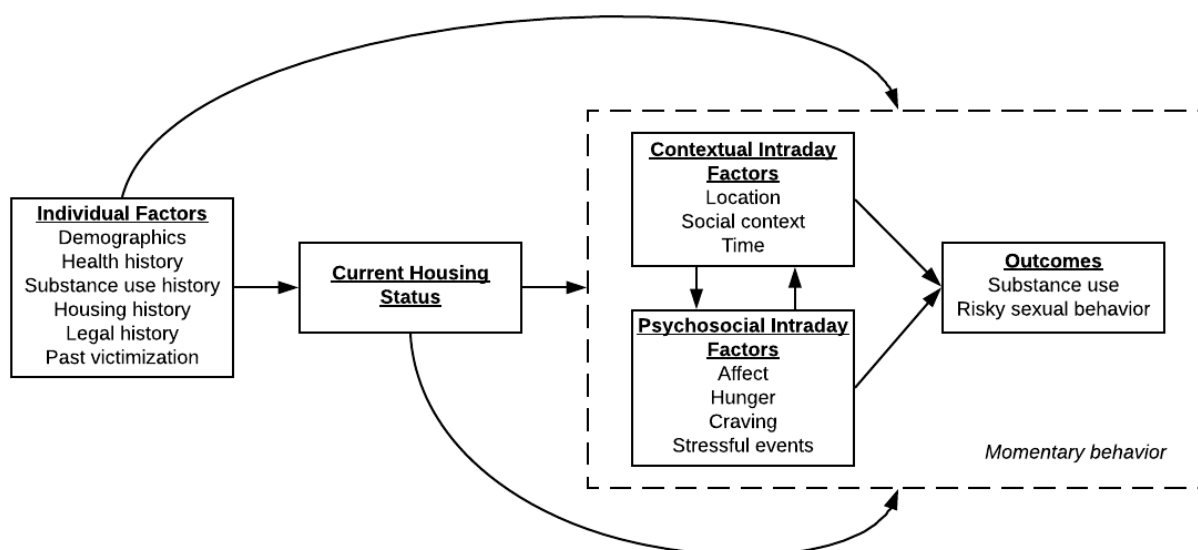 Individual Factors
Demographics
Health history
Substance use history
Housing history
Legal history
Past victimization
Current Housing
Status
Contextual Intraday
Factors
Location
Social context
Time
Psychosocial Intraday
Factors
Affect
Hunger
Craving
Stressful events
Outcomes
Substance use
Risky sexual behavior
Momentary behavior